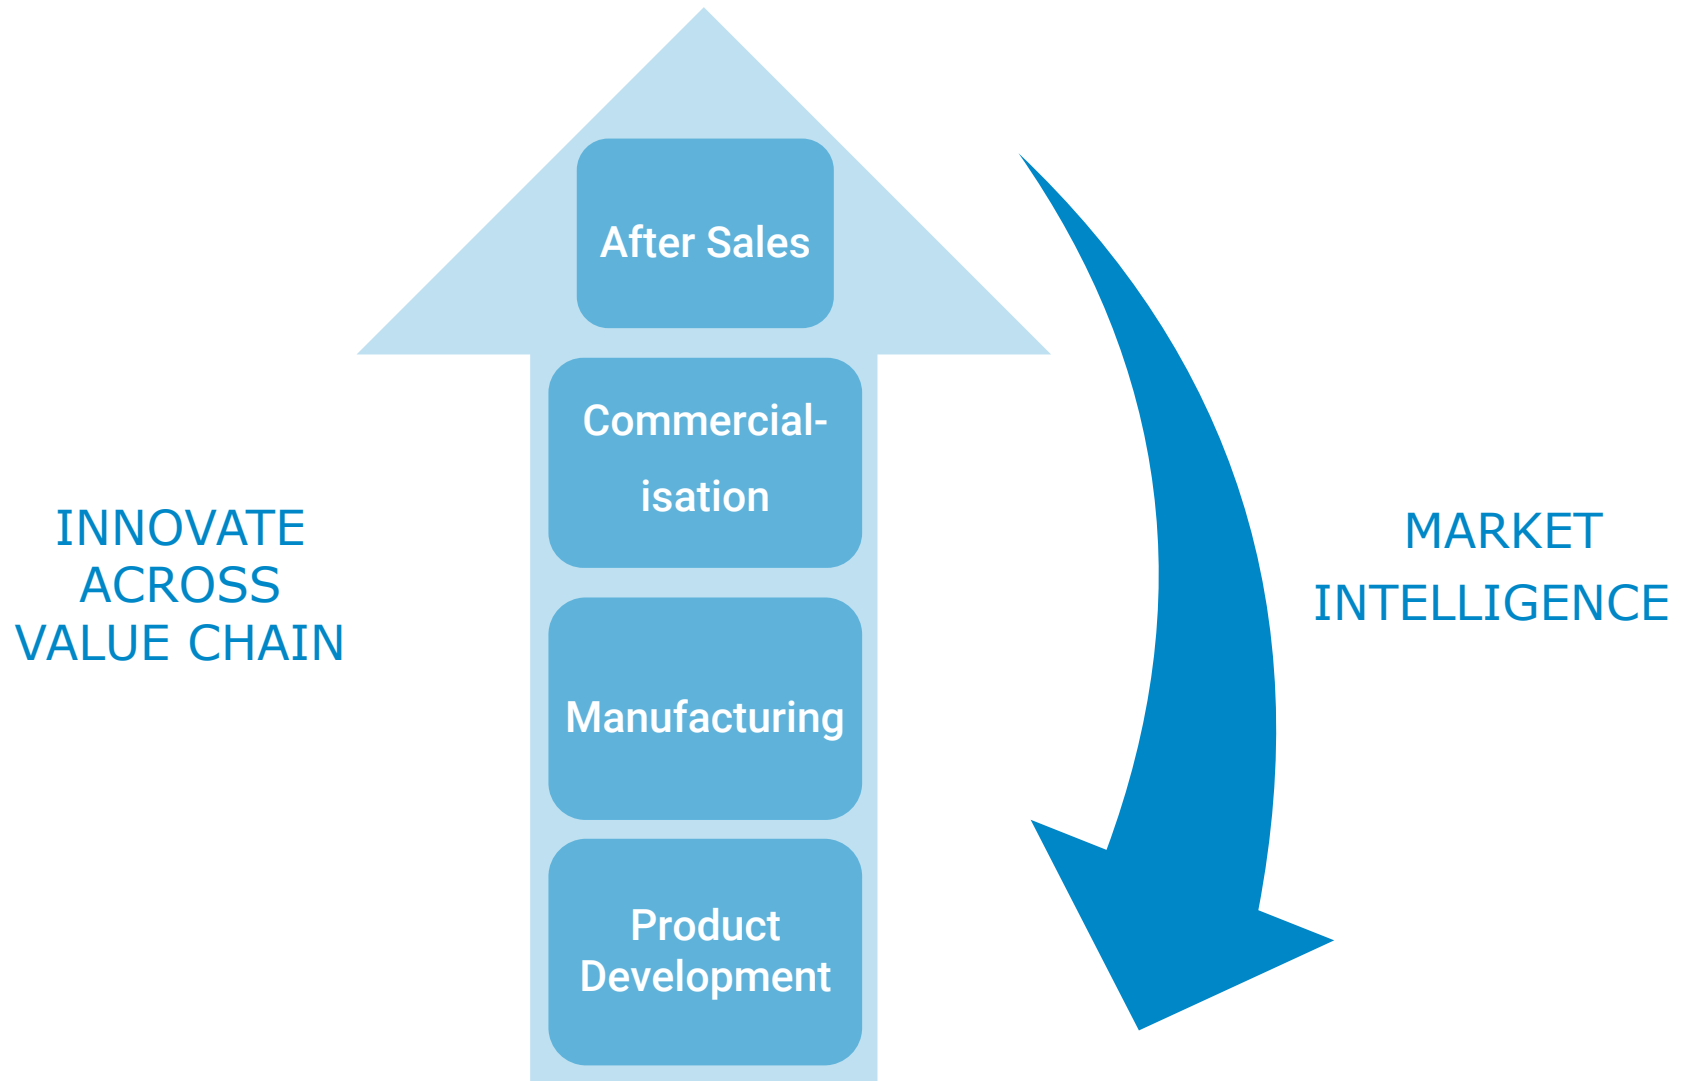 After Sales
Commercial-
isation
INNOVATE
ACROSS
VALUE CHAIN
MARKET
INTELLIGENCE
Manufacturing
Product
Development